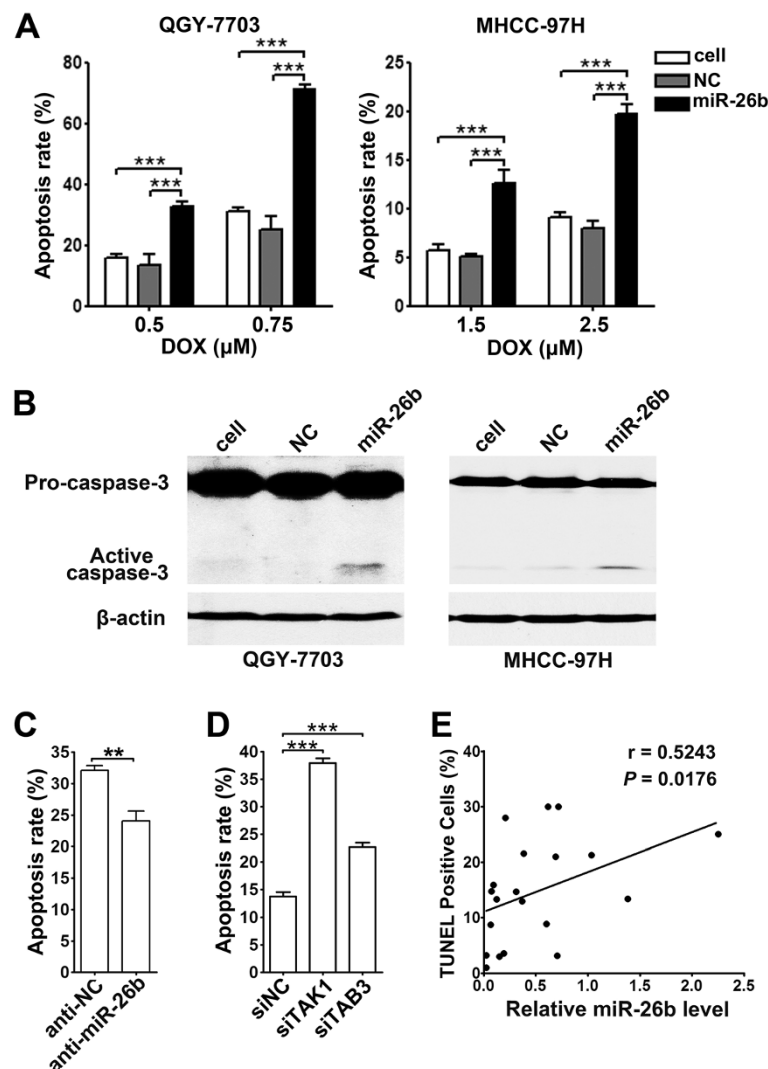 A
QGY-7703
MHCC-97H
cell
NC
miR-26b
Apoptosis rate (%)
80
60
40
20
0
***
***
***
***
0.5
0.75
DOX (µM)
Apoptosis rate (%)
25
20
15
10
5
0
***
***
***
***
1.5
2.5
DOX (µM)
B
cell
NC
miR-26b
cell
NC
miR-26b
Pro-caspase-3
Active
caspase-3
β-actin
QGY-7703
MHCC-97H
C
Apoptosis rate (%)
35
30
25
20
15
10
5
0
**
anti-NC
anti-miR-26b
D
Apoptosis rate (%)
40
35
30
25
20
15
10
5
0
***
***
siNC
siTAK1
siTAB3
E
r = 0.5243
P = 0.0176
TUNEL Positive Cells (%)
40
30
20
10
0
0.0
0.5
1.0
1.5
2.0
2.5
Relative miR-26b level